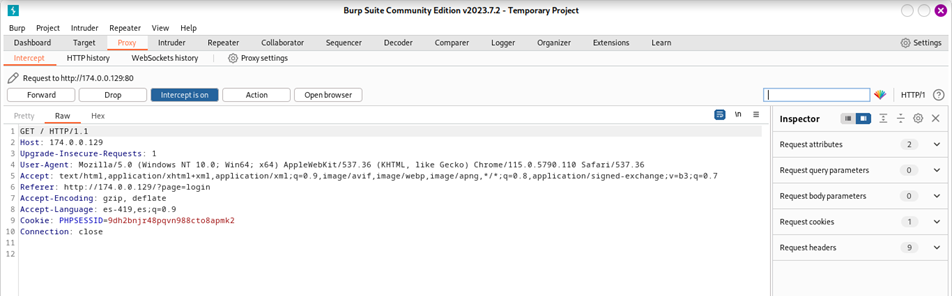 Burp Suite Community Edition v2023.7.2 - Temporary Project
Burp Project Intruder Repeater View Help
Dashboard Target Proxy Intruder Repeater Collaborator Sequencer Decoder Comparer Logger Organizer Extensions Learn Settings
Intercept HTTP history WebSockets history Proxy settings
Request to http://174.0.0.129:80
Forward Drop Intercept is on Action Open browser HTTP/1 ?
Pretty Raw Hex \n Inspector
1 GET / HTTP/1.1
2 Host: 174.0.0.129
3 Upgrade-Insecure-Requests: 1
4 User-Agent: Mozilla/5.0 (Windows NT 10.0; Win64; x64) AppleWebKit/537.36 (KHTML, like Gecko) Chrome/115.0.5790.110 Safari/537.36
5 Accept: text/html,application/xhtml+xml,application/xml;q=0.9,image/avif,image/webp,image/apng,*/*;q=0.8,application/signed-exchange;v=b3;q=0.7
6 Referer: http://174.0.0.129/?page=login
7 Accept-Encoding: gzip, deflate
8 Accept-Language: es-419,es;q=0.9
9 Cookie: PHPSESSID=9dh2bnjr48pqvn988cto8apmk2
10 Connection: close
11
12
Request attributes 2
Request query parameters 0
Request body parameters 0
Request cookies 1
Request headers 9